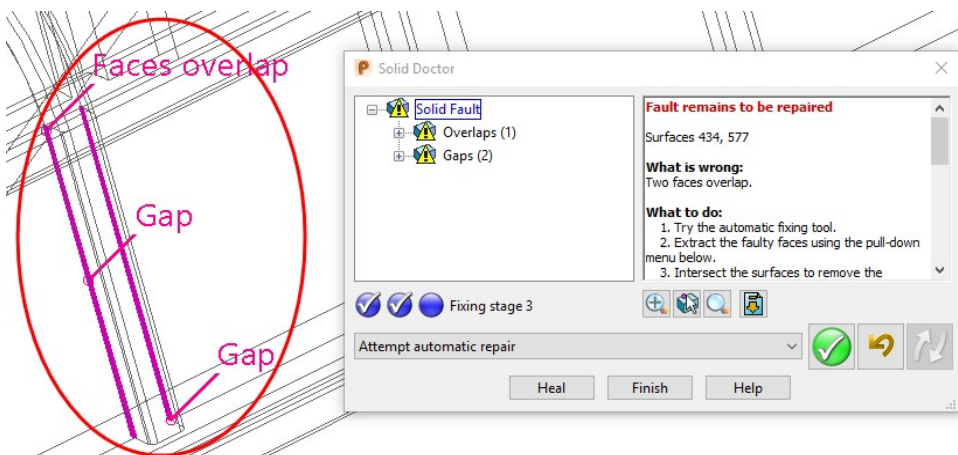 Faces overlap
Gap
Gap
Solid Doctor
Solid Fault
Overlaps (1)
Gaps (2)
Fault remains to be repaired
Surfaces 434, 577
What is wrong:
Two faces overlap.
What to do:
1. Try the automatic fixing tool.
2. Extract the faulty faces using the pull-down
menu below.
3. Intersect the surfaces to remove the
Fixing stage 3
Attempt automatic repair
Heal
Finish
Help